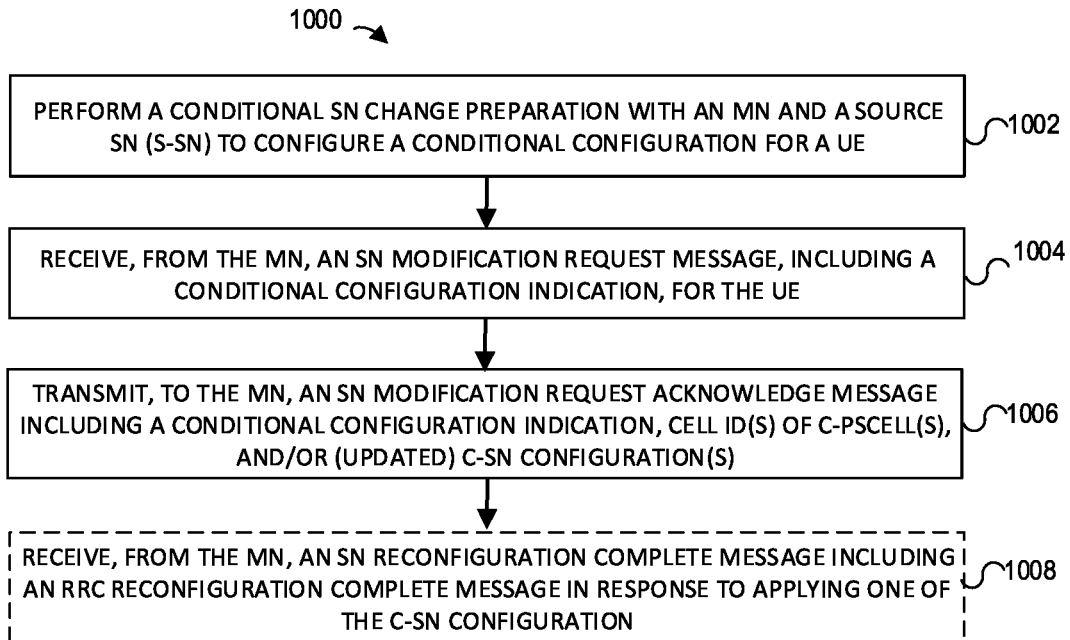 1000
PERFORM A CONDITIONAL SN CHANGE PREPARATION WITH AN MN AND A SOURCE
SN (S-SN) TO CONFIGURE A CONDITIONAL CONFIGURATION FOR A UE
1002
RECEIVE, FROM THE MN, AN SN MODIFICATION REQUEST MESSAGE, INCLUDING A
CONDITIONAL CONFIGURATION INDICATION, FOR THE UE
1004
TRANSMIT, TO THE MN, AN SN MODIFICATION REQUEST ACKNOWLEDGE MESSAGE
INCLUDING A CONDITIONAL CONFIGURATION INDICATION, CELL ID(S) OF C-PSCELL(S),
AND/OR (UPDATED) C-SN CONFIGURATION(S)
1006
RECEIVE, FROM THE MN, AN SN RECONFIGURATION COMPLETE MESSAGE INCLUDING
AN RRC RECONFIGURATION COMPLETE MESSAGE IN RESPONSE TO APPLYING ONE OF
THE C-SN CONFIGURATION
1008